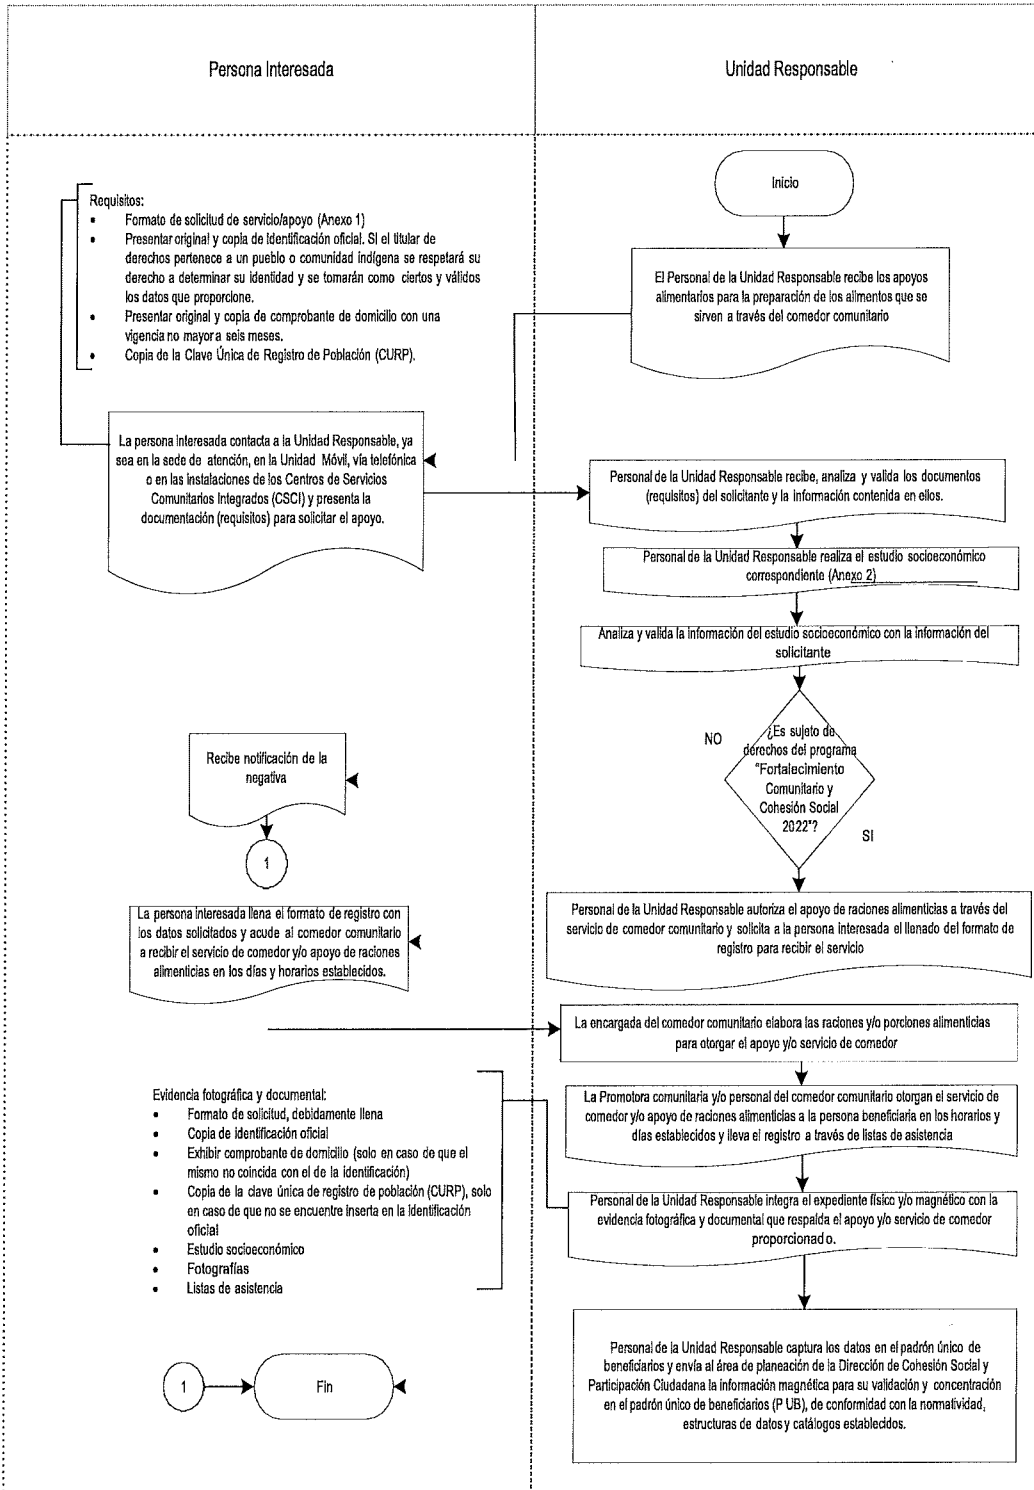 Persona Interesada
Unidad Responsable
Inicio
Requisitos:
• Formato de solicitud de servicio/apoyo (Anexo 1)
• Presentar original y copia de identificación oficial. Si el titular de
derechos pertenece a un pueblo o comunidad indígena se respetará su
derecho a determinar su identidad y se tomarán como ciertos y válidos
los datos que proporcione.
• Presentar original y copia de comprobante de domicilio con una
vigencia no mayor a seis meses.
• Copia de la Clave Única de Registro de Población (CURP).
El Personal de la Unidad Responsable recibe los apoyos
alimentarios para la preparación de los alimentos que se
sirven a través del comedor comunitario
La persona interesada contacta a la Unidad Responsable, ya
sea en la sede de atención, en la Unidad Móvil, vía telefónica
o en las instalaciones de los Centros de Servicios
Comunitarios Integrados (CSCI) y presenta la
documentación (requisitos) para solicitar el apoyo.
Personal de la Unidad Responsable recibe, analiza y valida los documentos
(requisitos) del solicitante y la información contenida en ellos.
Personal de la Unidad Responsable realiza el estudio socioeconómico
correspondiente (Anexo 2)
Analiza y valida la información del estudio socioeconómico con la información del
solicitante
NO
¿Es sujeto de
derechos del programa
"Fortalecimiento
Comunitario y
Cohesión Social
2022"?
SI
Recibe notificación de la
negativa
1
La persona interesada llena el formato de registro con
los datos solicitados y acude al comedor comunitario
a recibir el servicio de comedor y/o apoyo de raciones
alimenticias en los días y horarios establecidos.
Personal de la Unidad Responsable autoriza el apoyo de raciones alimenticias a través del
servicio de comedor comunitario y solicita a la persona interesada el llenado del formato de
registro para recibir el servicio
La encargada del comedor comunitario elabora las raciones y/o porciones alimenticias
para otorgar el apoyo y/o servicio de comedor
La Promotora comunitaria y/o personal del comedor comunitario otorgan el servicio de
comedor y/o apoyo de raciones alimenticias a la persona beneficiaria en los horarios y
días establecidos y lleva el registro a través de listas de asistencia
Evidencia fotográfica y documental:
• Formato de solicitud, debidamente llena
• Copia de identificación oficial
• Exhibir comprobante de domicilio (solo en caso de que el
mismo no coincida con el de la identificación)
• Copia de la clave única de registro de población (CURP), solo
en caso de que no se encuentre inserta en la identificación
oficial
• Estudio socioeconómico
• Fotografías
• Listas de asistencia
Personal de la Unidad Responsable integra el expediente físico y/o magnético con la
evidencia fotográfica y documental que respalda el apoyo y/o servicio de comedor
proporcionado.
Personal de la Unidad Responsable captura los datos en el padrón único de
beneficiarios y envía al área de planeación de la Dirección de Cohesión Social y
Participación Ciudadana la información magnética para su validación y concentración
en el padrón único de beneficiarios (P UB), de conformidad con la normatividad,
estructuras de datos y catálogos establecidos.
1
Fin